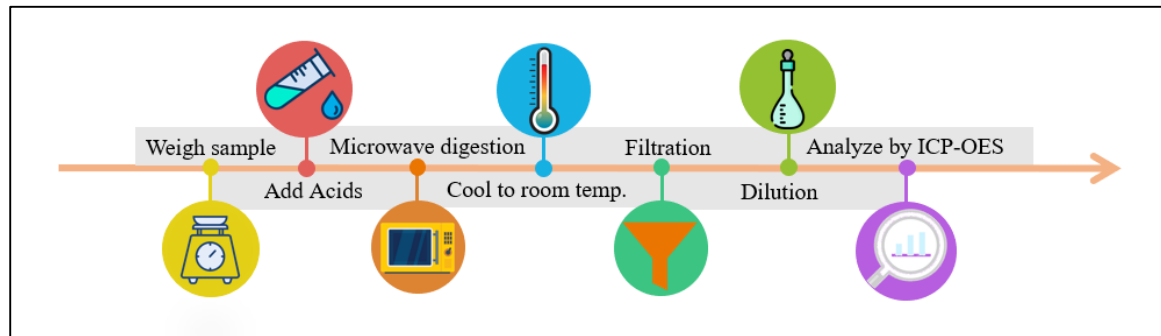 Weigh sample
Add Acids
Microwave digestion
Cool to room temp.
Filtration
Dilution
Analyze by ICP-OES